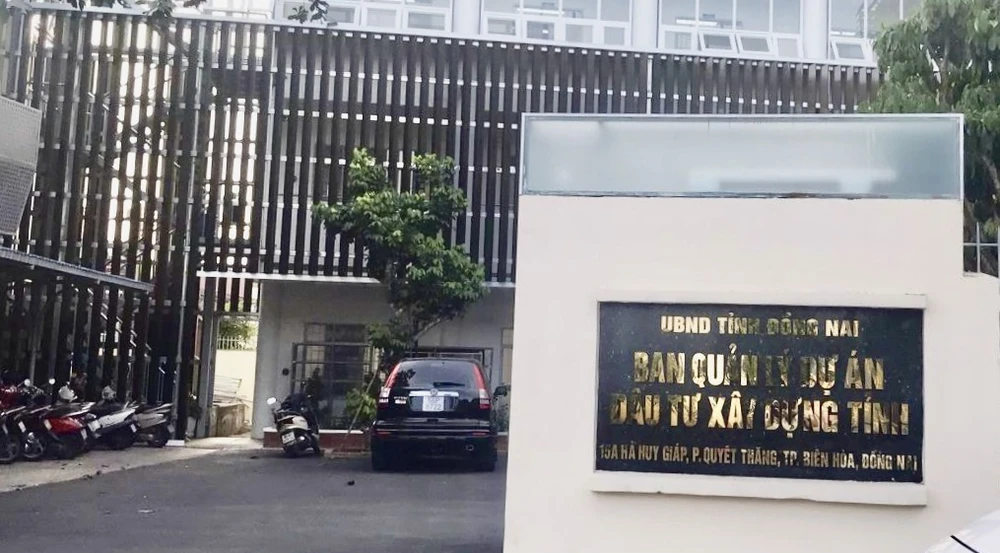 UBND TỈNH ĐỒNG NAI
BAN QUẢN LÝ DỰ ÁN
ĐẦU TƯ XÂY DỰNG TỈNH
15A HÀ HUY GIÁP, P. QUYẾT THẮNG, TP. BIÊN HÒA, ĐỒNG NAI